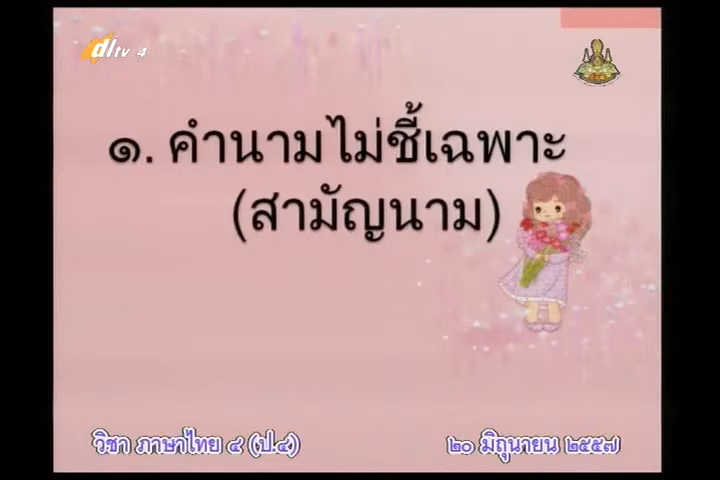 dltv 4
๑. คำนามไม่ชี้เฉพาะ
(สามัญนาม)
วิชา ภาษาไทย ๔ (ป.๔)
๒๐ มิถุนายน ๒๕๕๗